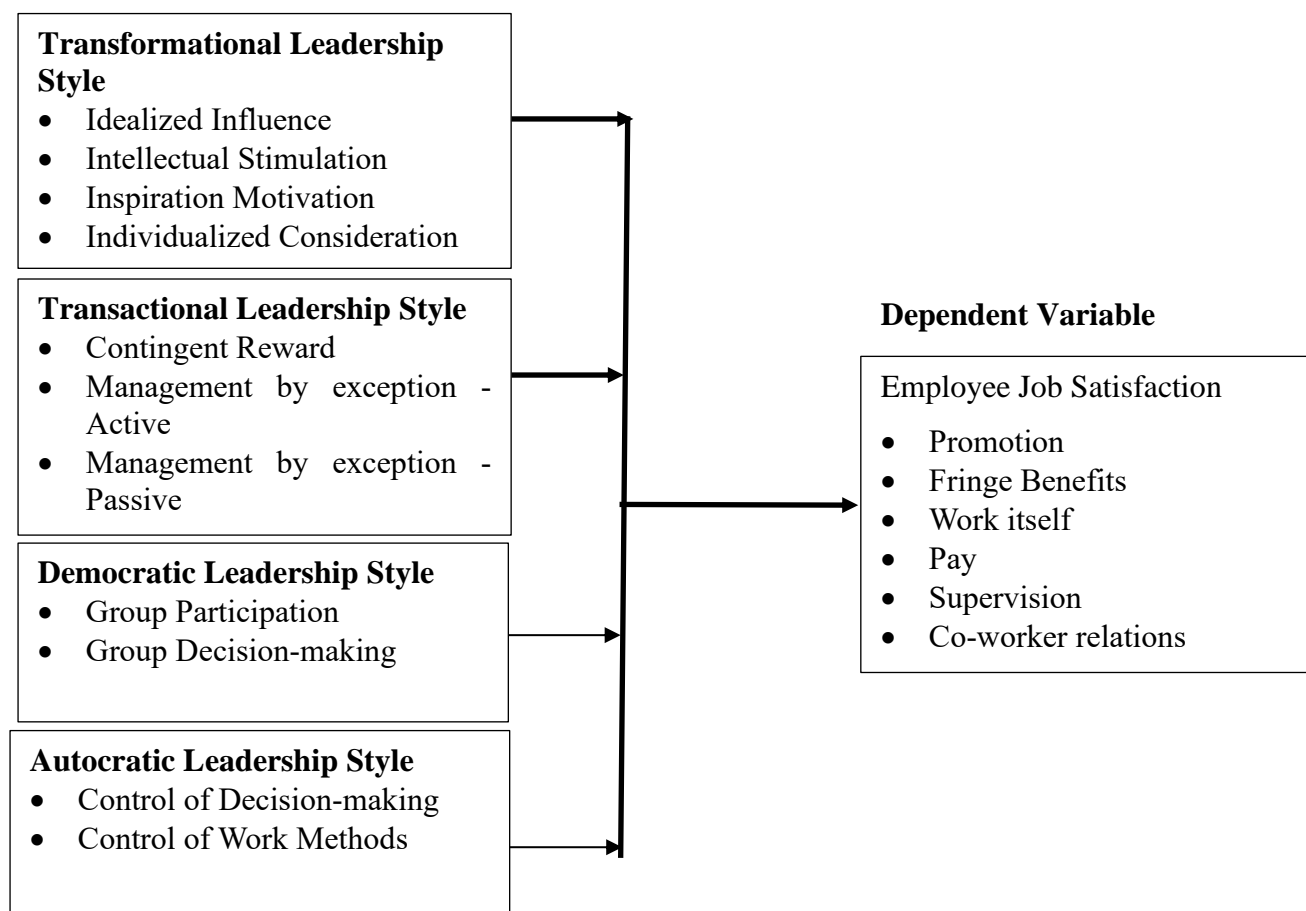 Transformational Leadership
Style
• Idealized Influence
• Intellectual Stimulation
• Inspiration Motivation
• Individualized Consideration
Transactional Leadership Style
• Contingent Reward
• Management by exception -
Active
• Management by exception -
Passive
Democratic Leadership Style
• Group Participation
• Group Decision-making
Autocratic Leadership Style
• Control of Decision-making
• Control of Work Methods
Dependent Variable
Employee Job Satisfaction
• Promotion
• Fringe Benefits
• Work itself
• Pay
• Supervision
• Co-worker relations